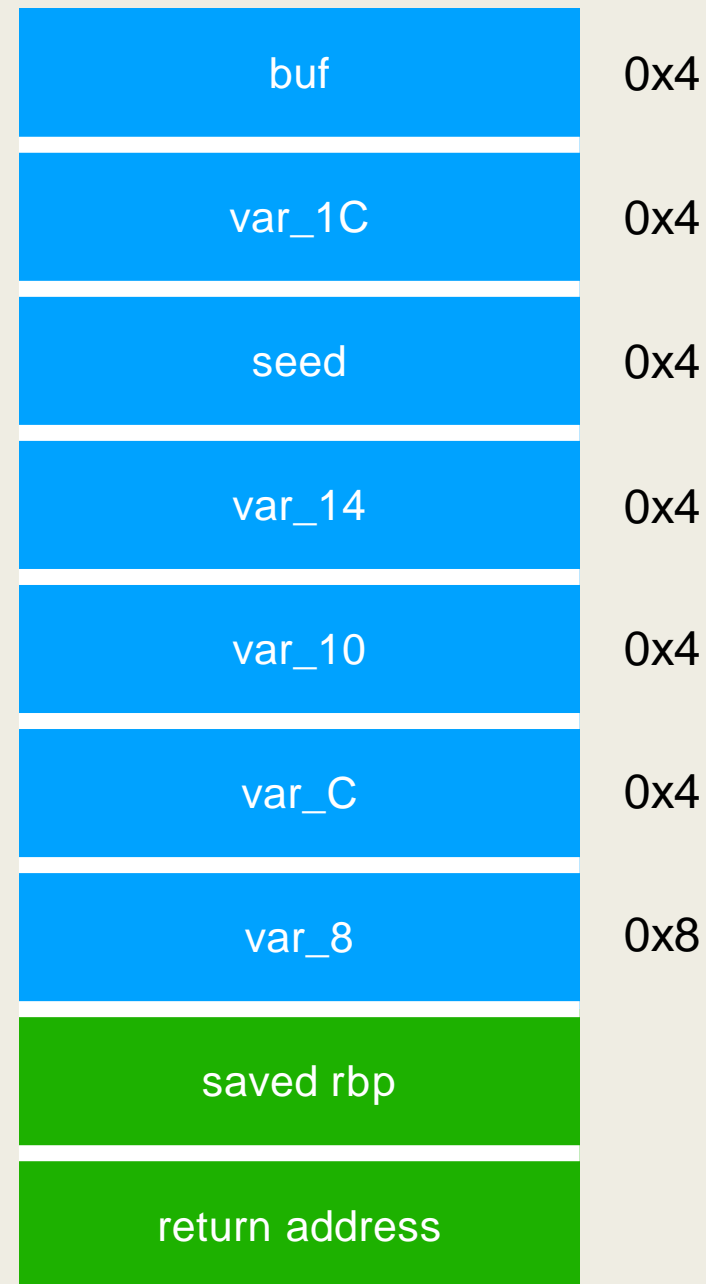 buf 0x4
var_1C 0x4
seed 0x4
var_14 0x4
var_10 0x4
var_C 0x4
var_8 0x8
saved rbp
return address